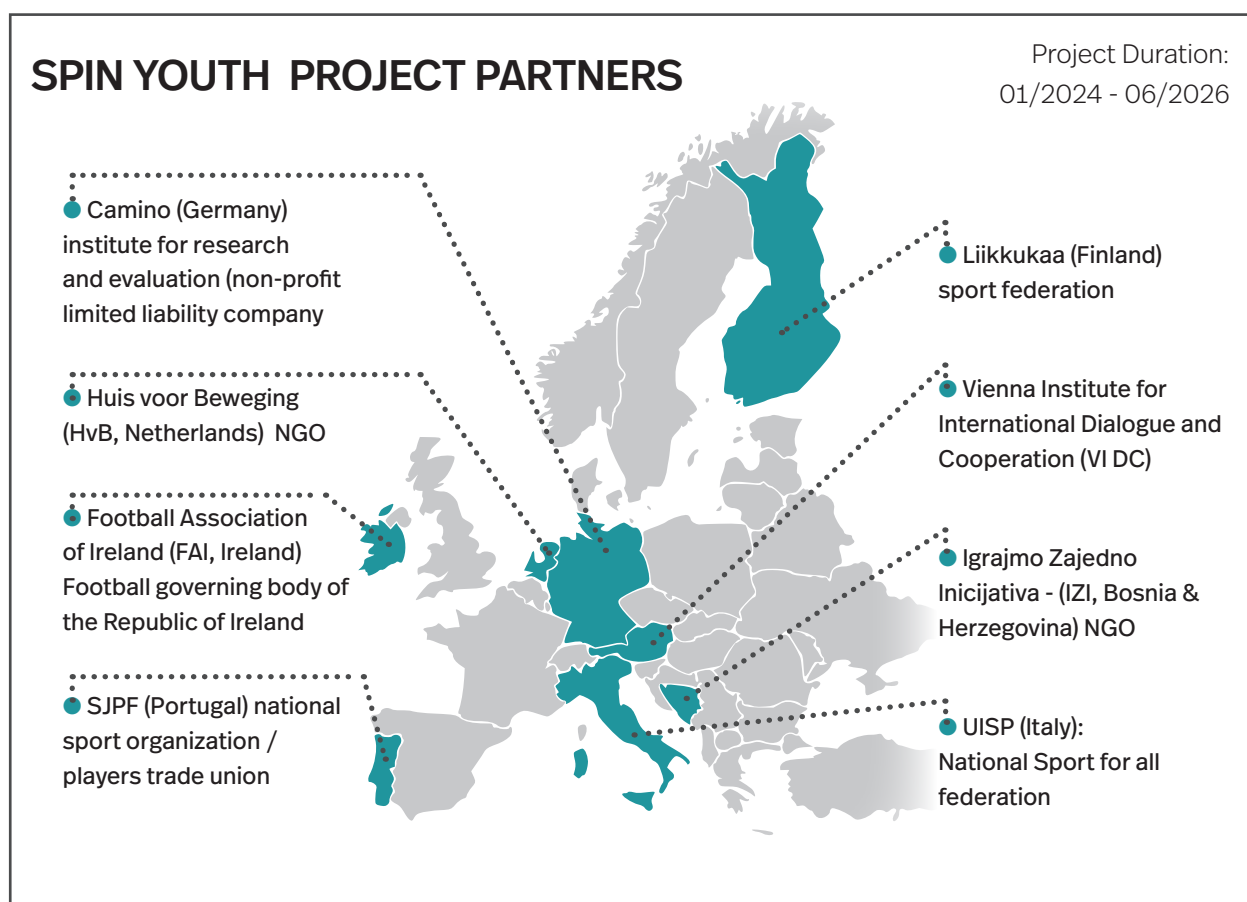 SPIN YOUTH PROJECT PARTNERS
Project Duration:
01/2024 - 06/2026
Camino (Germany)
institute for research
and evaluation (non-profit
limited liability company
Huis voor Beweging
(HvB, Netherlands) NGO
Football Association
of Ireland (FAI, Ireland)
Football governing body of
the Republic of Ireland
SJPF (Portugal) national
sport organization /
players trade union
Liikkukaa (Finland)
sport federation
Vienna Institute for
International Dialogue and
Cooperation (VI DC)
Igrajmo Zajedno
Inicijativa - (IZI, Bosnia &
Herzegovina) NGO
UISP (Italy):
National Sport for all
federation